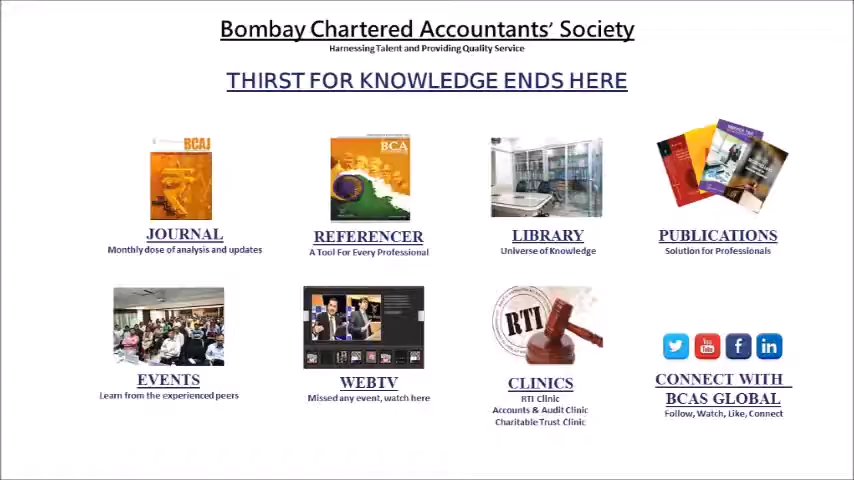 Bombay Chartered Accountants' Society
Harnessing Talent and Providing Quality Service
THIRST FOR KNOWLEDGE ENDS HERE
BCAJ
BCA
JOURNAL
Monthly dose of analysis and updates
REFERENCER
A Tool For Every Professional
LIBRARY
Universe of Knowledge
PUBLICATIONS
Solution for Professionals
RTI
You
Tube
f
in
EVENTS
Learn from the experienced peers
WEBTV
Missed any event, watch here
CLINICS
RTI Clinic
Accounts & Audit Clinic
Charitable Trust Clinic
CONNECT WITH
BCAS GLOBAL
Follow, Watch, Like, Connect